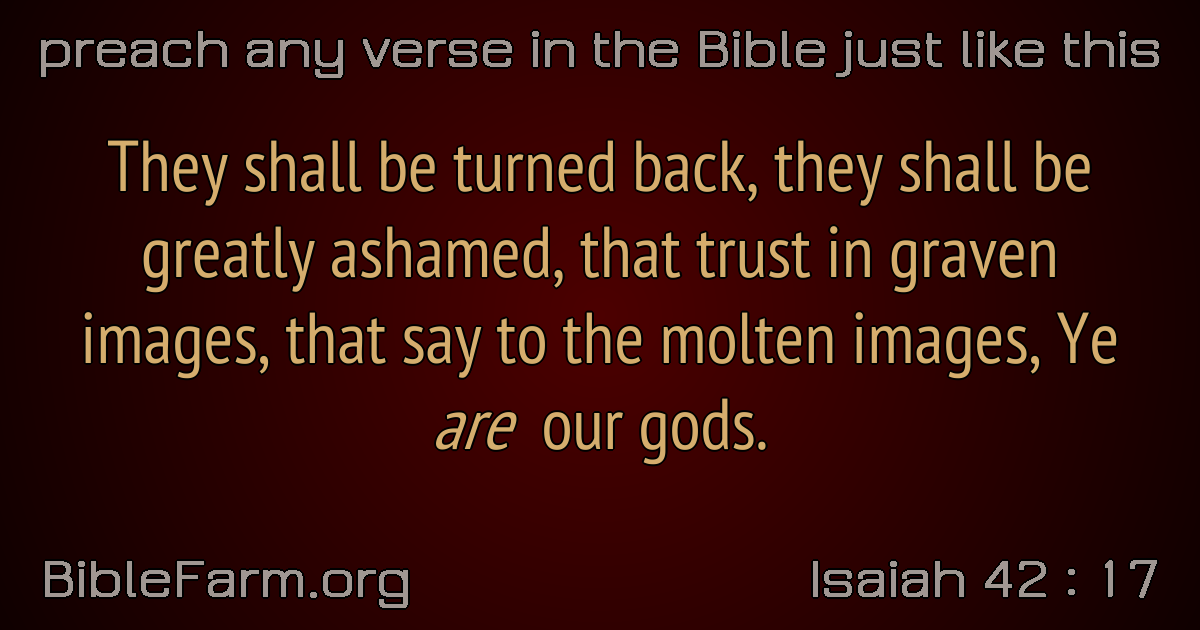 preach any verse in the Bible just like this
They shall be turned back, they shall be
greatly ashamed, that trust in graven
images, that say to the molten images, Ye
are our gods.
BibleFarm.org
Isaiah 42 : 17